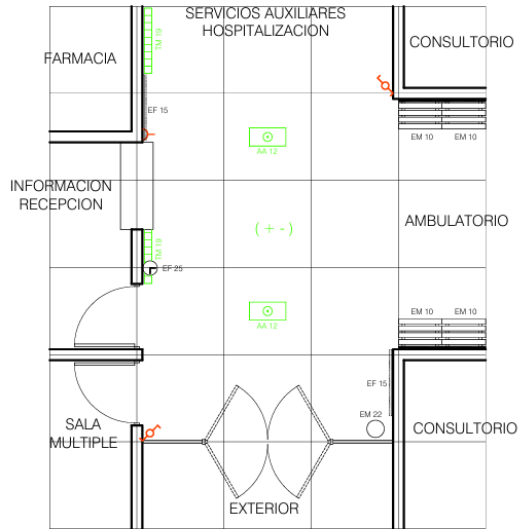 SERVICIOS AUXILIARES
HOSPITALIZACION
FARMACIA
TM 19
CONSULTORIO
EF 15
EM 10
EM 10
AA-12
INFORMACION
RECEPCION
AMBULATORIO
( + - )
TM 19
EF 25
EM 10
EM 10
AA-12
EF 15
EM 22
SALA
MULTIPLE
CONSULTORIO
EXTERIOR